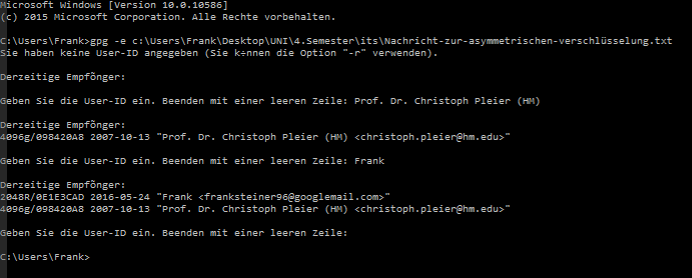 Microsoft Windows [Version 10.0.10586]
(c) 2015 Microsoft Corporation. Alle Rechte vorbehalten.
C:\Users\Frank>gpg -e c:\Users\Frank\Desktop\UNI\4.Semester\its\Nachricht-zur-asymmetrischen-verschlüsselung.txt
Sie haben keine User-ID angegeben (Sie k÷nnen die Option "-r" verwenden).
Derzeitige Empfõnger:
Geben Sie die User-ID ein. Beenden mit einer leeren Zeile: Prof. Dr. Christoph Pleier (HM)
Derzeitige Empfõnger:
4096g/098420A8 2007-10-13 "Prof. Dr. Christoph Pleier (HM) <christoph.pleier@hm.edu>"
Geben Sie die User-ID ein. Beenden mit einer leeren Zeile: Frank
Derzeitige Empfõnger:
2048R/0E1E3CAD 2016-05-24 "Frank <franksteiner96@googlemail.com>"
4096g/098420A8 2007-10-13 "Prof. Dr. Christoph Pleier (HM) <christoph.pleier@hm.edu>"
Geben Sie die User-ID ein. Beenden mit einer leeren Zeile:
C:\Users\Frank>